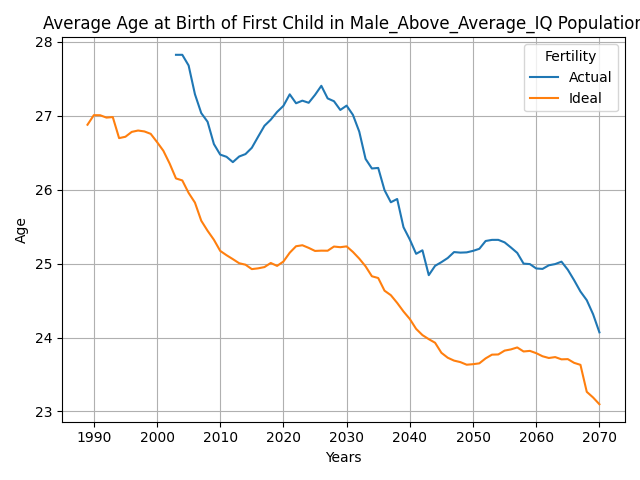 Average Age at Birth of First Child in Male_Above_Average_IQ Population
28
27
26
25
24
23
Age
1990 2000 2010 2020 2030 2040 2050 2060 2070
Years
Fertility
Actual
Ideal